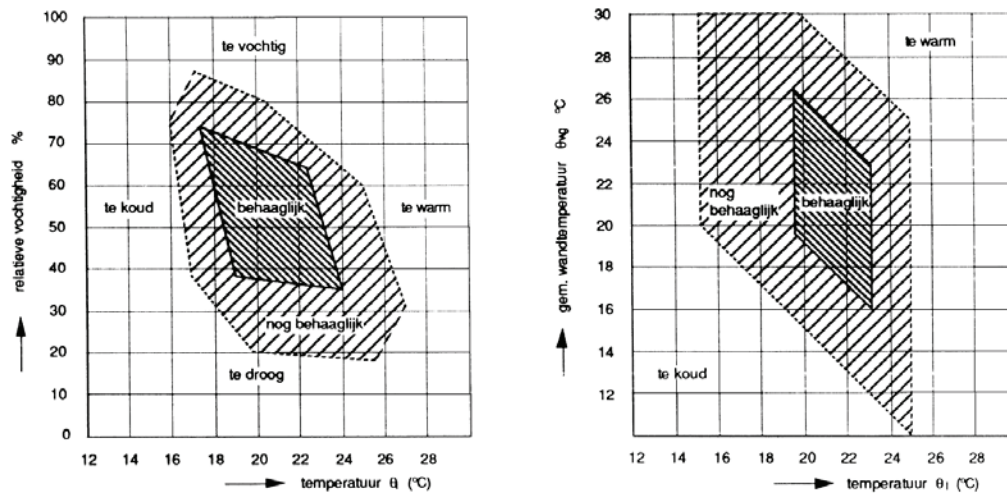 relatieve vochtigheid %
100
90
80
70
60
50
40
30
20
10
0
te vochtig
te koud
behaaglijk
te warm
nog behaaglijk
te droog
12 14 16 18 20 22 24 26 28
temperatuur θi (°C)
gem. wandtemperatuur θwg °C
30
28
26
24
22
20
18
16
14
12
te warm
nog
behaaglijk
behaaglijk
te koud
12 14 16 18 20 22 24 26 28
temperatuur θi (°C)